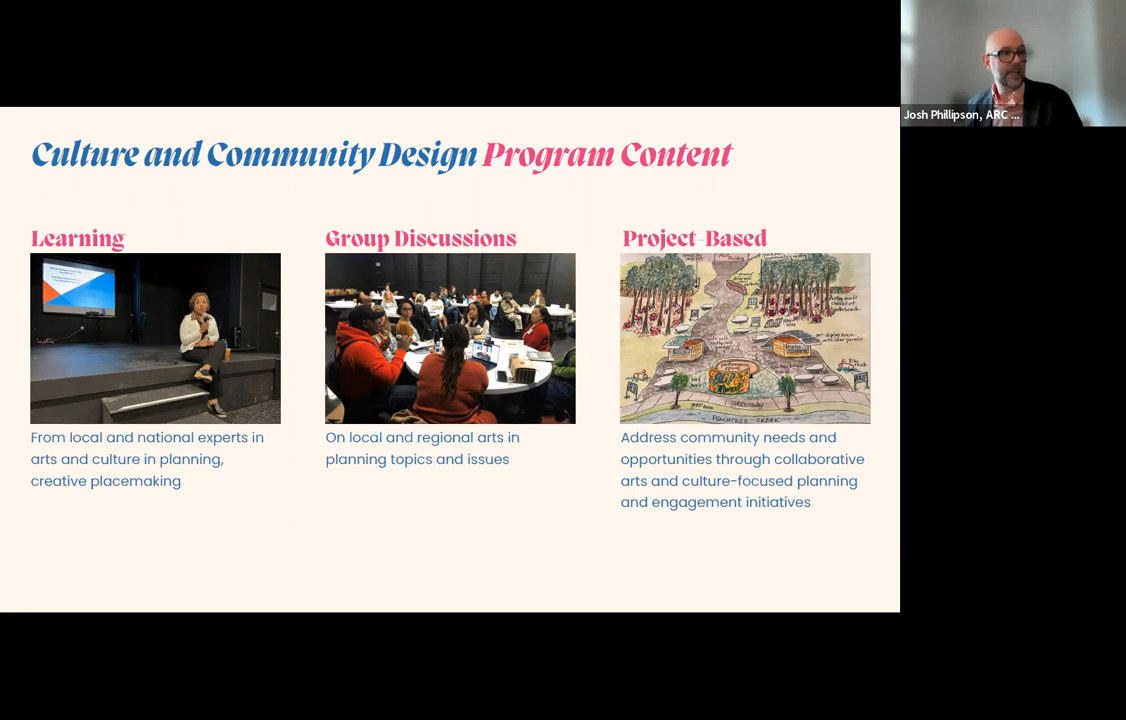 Culture and Community Design Program Content
Josh Phillipson, ARC ...
Learning
From local and national experts in
arts and culture in planning,
creative placemaking
Group Discussions
On local and regional arts in
planning topics and issues
Project-Based
GREENWAY
PEACHTREE CREEK
Address community needs and
opportunities through collaborative
arts and culture-focused planning
and engagement initiatives